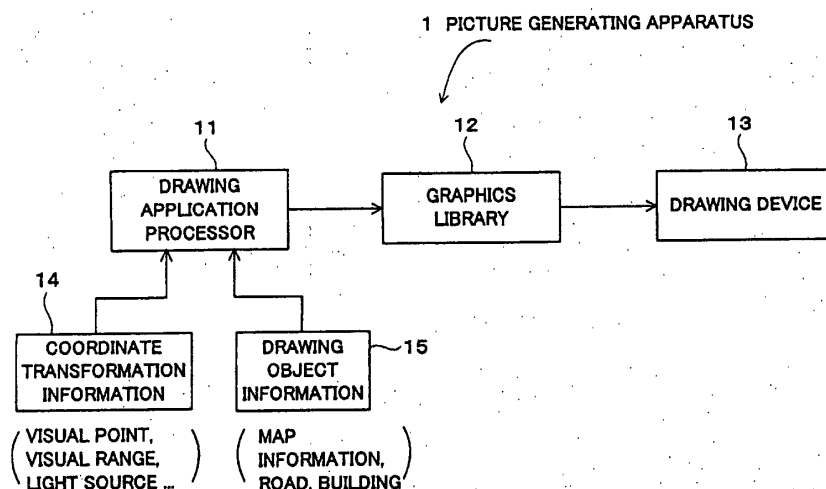 1 PICTURE GENERATING APPARATUS
11
DRAWING
APPLICATION
PROCESSOR
12
GRAPHICS
LIBRARY
13
DRAWING DEVICE
14
COORDINATE
TRANSFORMATION
INFORMATION
15
DRAWING
OBJECT
INFORMATION
(VISUAL POINT,
VISUAL RANGE,
LIGHT SOURCE ...)
(MAP
INFORMATION,
ROAD, BUILDING)